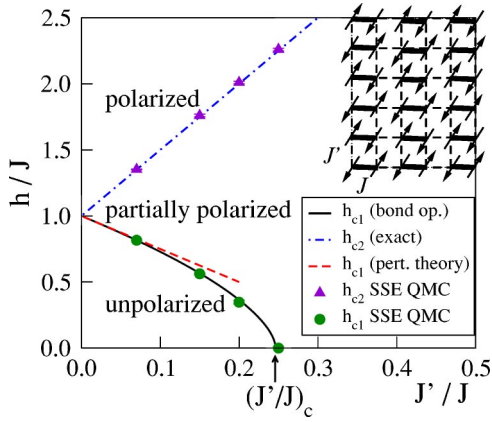 2.5
2.0
1.5
1.0
0.5
0.0
h / J
polarized
partially polarized
unpolarized
J'
J
h_c1 (bond op.)
h_c2 (exact)
h_c1 (pert. theory)
h_c2 SSE QMC
h_c1 SSE QMC
0.0 0.1 0.2 0.3 0.4 0.5
(J'/J)_c
J' / J